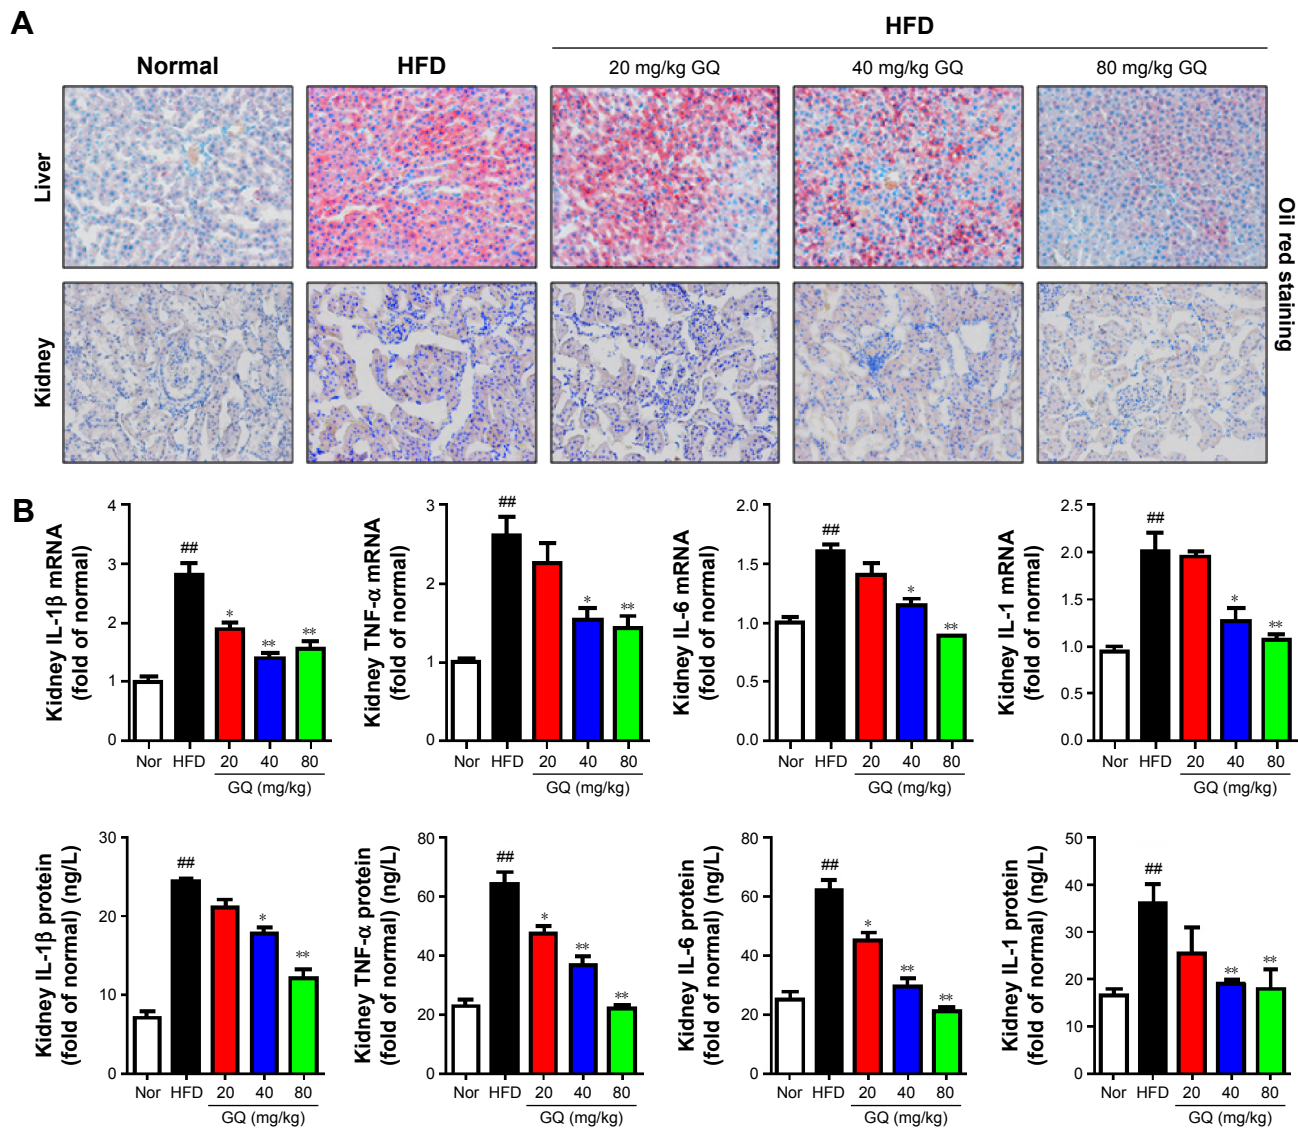 A
HFD
Normal
HFD
20 mg/kg GQ
40 mg/kg GQ
80 mg/kg GQ
Liver
Kidney
Oil red staining
B
Kidney IL-1β mRNA
(fold of normal)
4
3
2
1
0
##
*
**
**
Nor
HFD
20
40
80
GQ (mg/kg)
Kidney TNF-α mRNA
(fold of normal)
3
2
1
0
##
*
**
Nor
HFD
20
40
80
GQ (mg/kg)
Kidney IL-6 mRNA
(fold of normal)
2.0
1.5
1.0
0.5
0.0
##
*
**
Nor
HFD
20
40
80
GQ (mg/kg)
Kidney IL-1 mRNA
(fold of normal)
2.5
2.0
1.5
1.0
0.5
0.0
##
*
**
Nor
HFD
20
40
80
GQ (mg/kg)
Kidney IL-1β protein
(fold of normal) (ng/L)
30
20
10
0
##
*
**
Nor
HFD
20
40
80
GQ (mg/kg)
Kidney TNF-α protein
(fold of normal) (ng/L)
80
60
40
20
0
##
*
**
**
Nor
HFD
20
40
80
GQ (mg/kg)
Kidney IL-6 protein
(fold of normal) (ng/L)
80
60
40
20
0
##
*
**
**
Nor
HFD
20
40
80
GQ (mg/kg)
Kidney IL-1 protein
(fold of normal) (ng/L)
50
40
30
20
10
0
##
**
**
Nor
HFD
20
40
80
GQ (mg/kg)